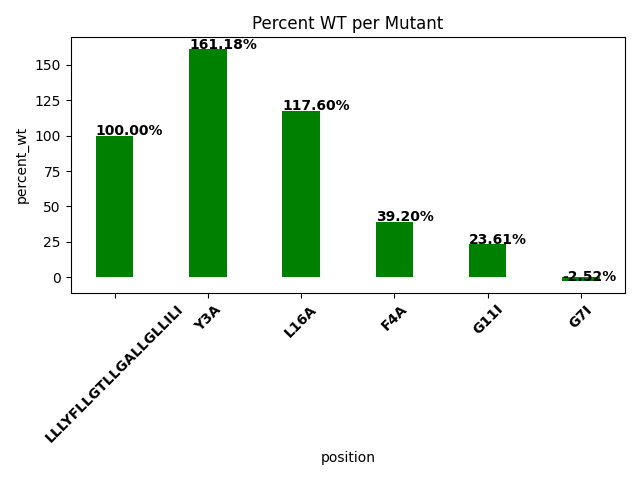 Percent WT per Mutant
percent_wt
150
125
100
75
50
25
0
100.00%
161.18%
117.60%
39.20%
23.61%
-2.52%
LLLYFLLGTLLGALLGLLILI
Y3A
L16A
F4A
G11I
G7I
position